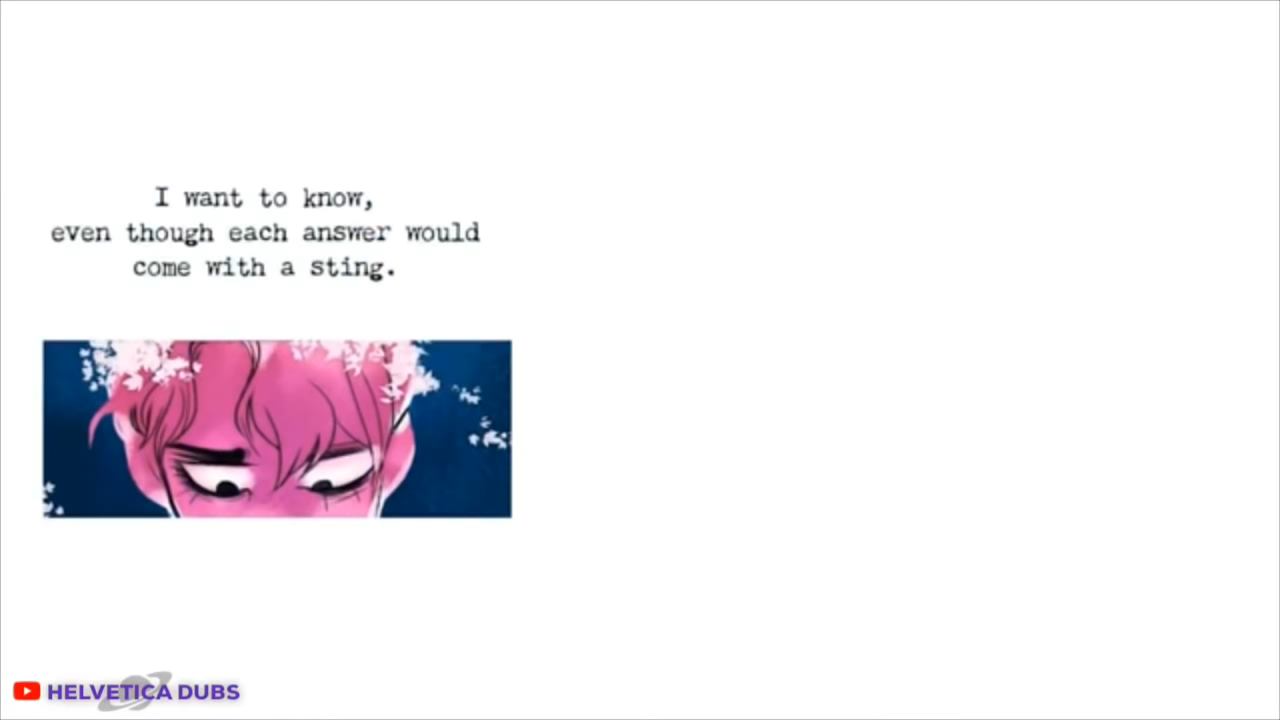 I want to know,
even though each answer would
come with a sting.
HELVETICA DUBS